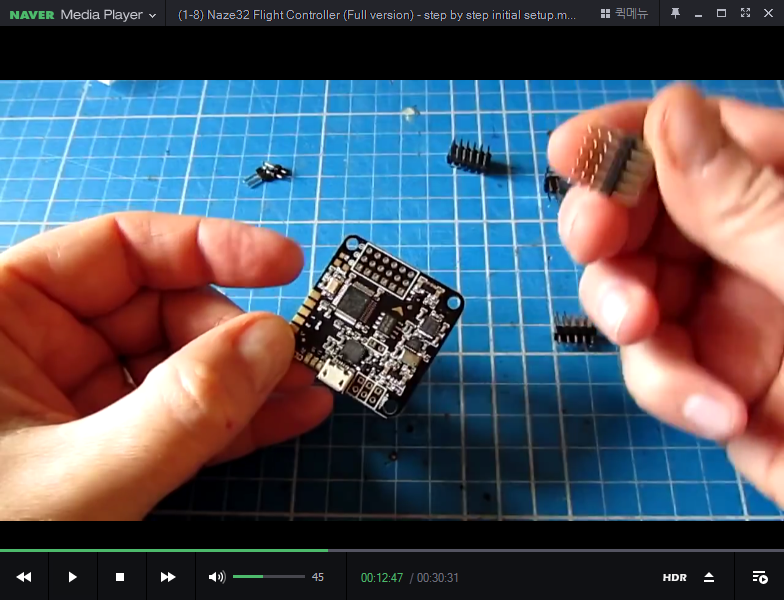 NAVER Media Player
(1-8) Naze32 Flight Controller (Full version) - step by step initial setup.m...
퀵메뉴
45
00:12:47 / 00:30:31
HDR